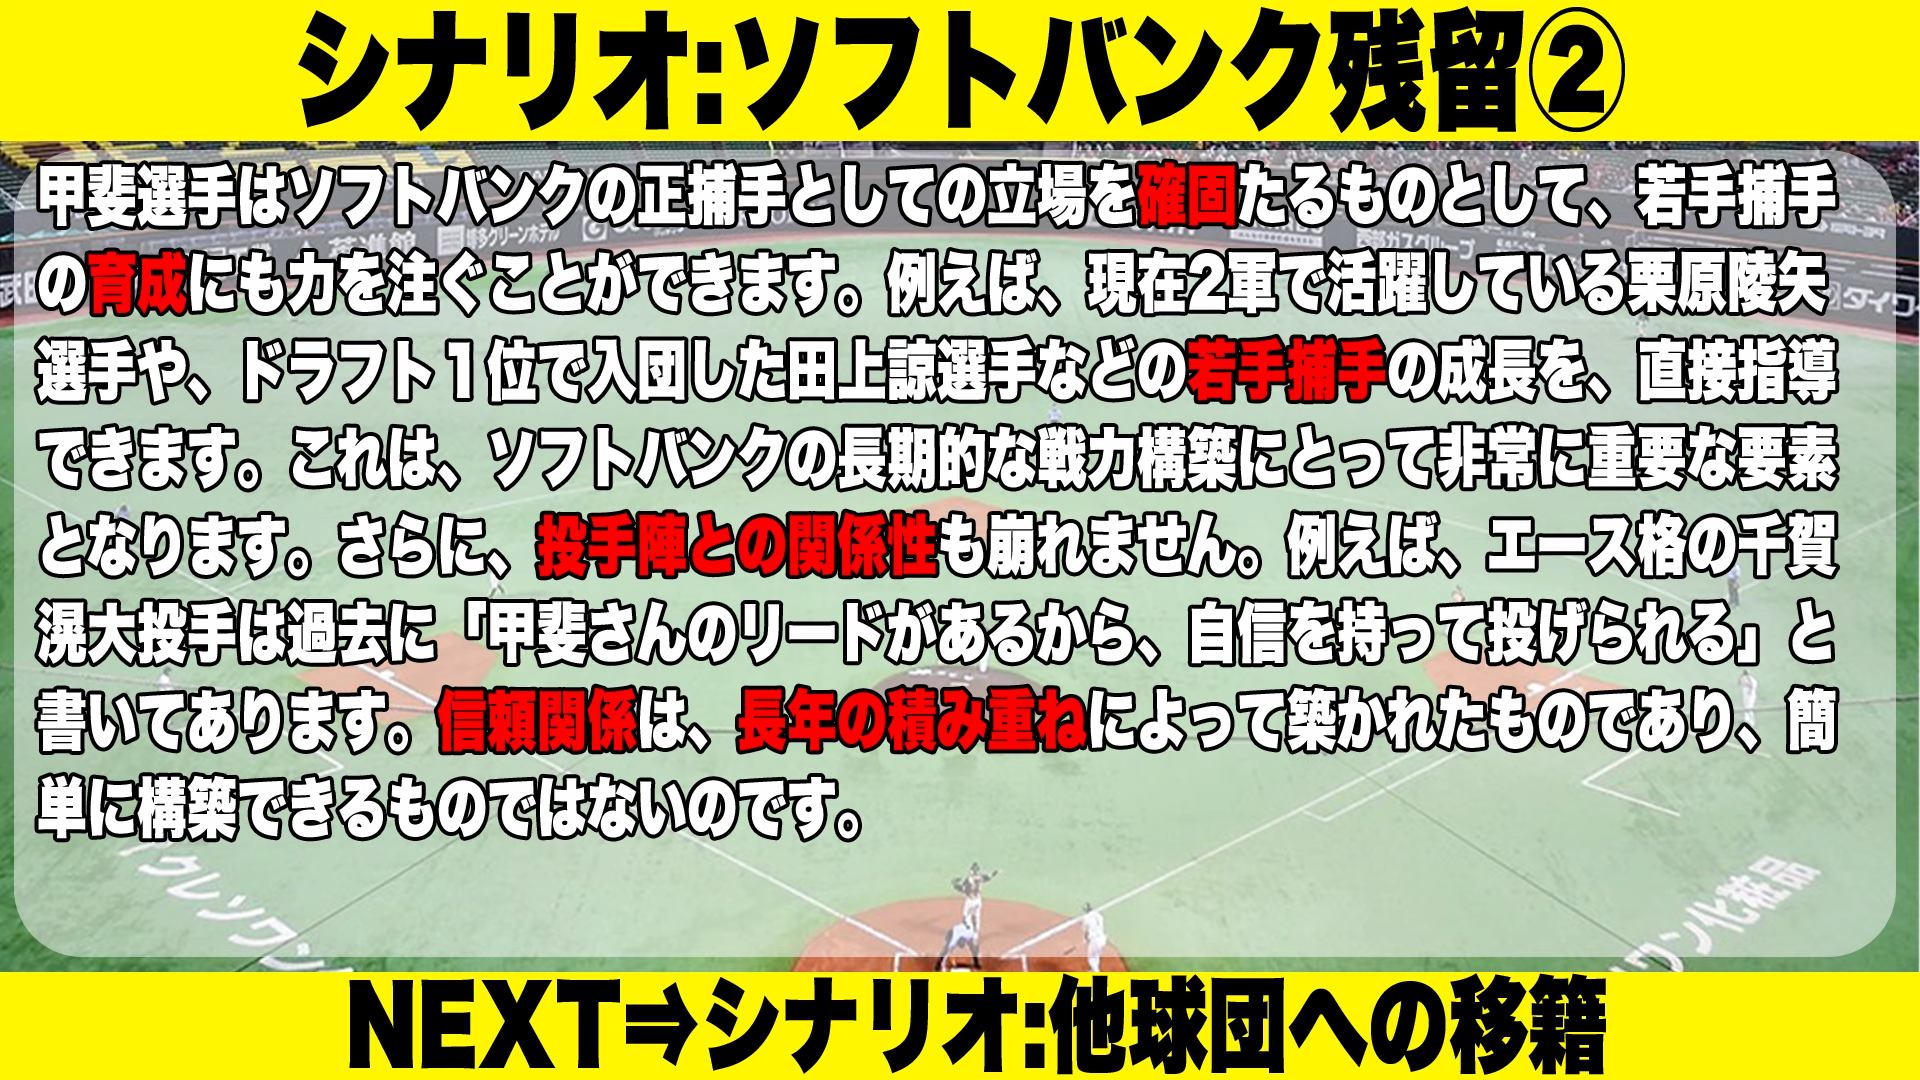 シナリオ:ソフトバンク残留②
甲斐選手はソフトバンクの正捕手としての立場を確固たるものとして、若手捕手
の育成にも力を注ぐことができます。例えば、現在2軍で活躍している栗原陵矢
選手や、ドラフト1位で入団した田上諒選手などの若手捕手の成長を、直接指導
できます。これは、ソフトバンクの長期的な戦力構築にとって非常に重要な要素
となります。さらに、投手陣との関係性も崩れません。例えば、エース格の千賀
滉大投手は過去に「甲斐さんのリードがあるから、自信を持って投げられる」と
書いてあります。信頼関係は、長年の積み重ねによって築かれたものであり、簡
単に構築できるものではないのです。
NEXT⇒シナリオ:他球団への移籍